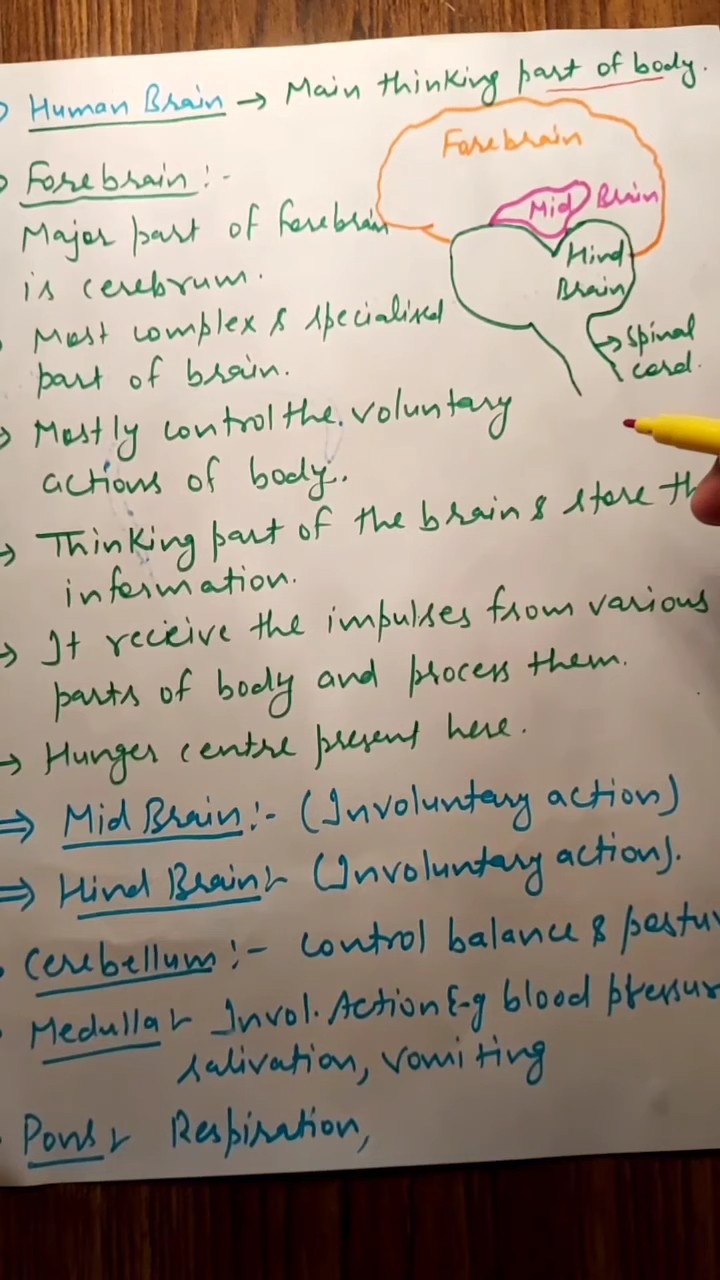 Human Brain → Main thinking part of body.
Forebrain
Forebrain :-
Mid Brain
Major part of forebrain
is cerebrum.
Hind
Brain
Most complex & specialised
part of brain.
→ Spinal
cord.
→ Mostly control the voluntary
actions of body.
→ Thinking part of the brain & store th
information.
→ It receive the impulses from various
parts of body and process them.
→ Hunger centre present here.
⇒ Mid Brain :- (Involuntary action)
⇒ Hind Brain :- (Involuntary action).
Cerebellum :- control balance & postur
Medulla :- Invol. Action E-g blood pressur
salivation, vomiting
Pons :- Respiration,